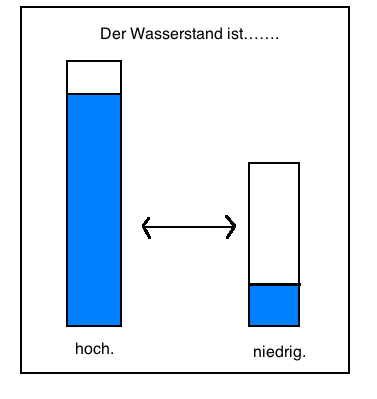 Der Wasserstand ist.......
hoch.
niedrig.